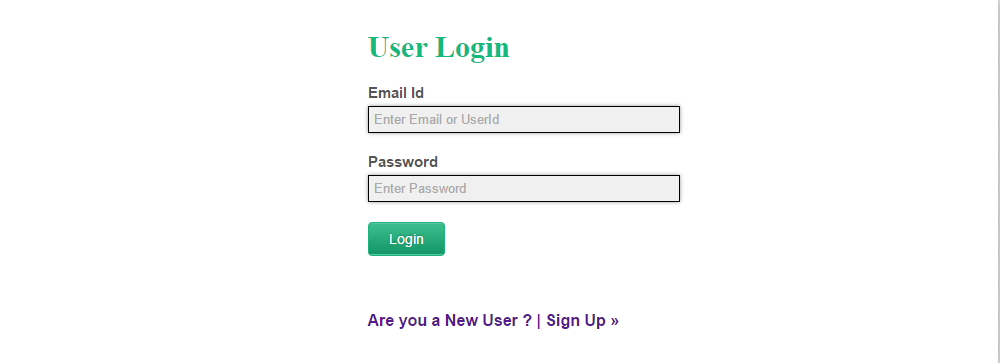 User Login
Email Id
Enter Email or UserId
Password
Enter Password
Login
Are you a New User ? | Sign Up »